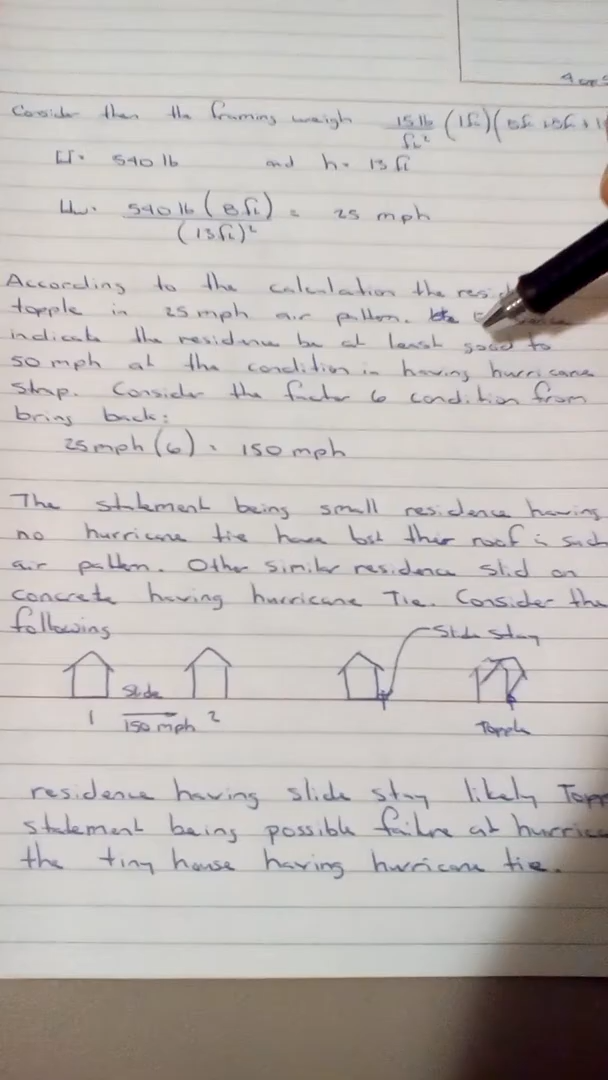 4 of
Consider then the framing weigh 15 lb/ft² (1ft)(
W = 540 lb and h = 13 ft
540 lb (8ft) / (13ft)² = 25 mph
According to the calculation the
topple in 25 mph air pattern.
indicate the residence be at least good to
50 mph at the condition in having hurricane
strap. Consider the factor 6 condition from
bring back:
25 mph (6) = 150 mph
The statement being small residence having
no hurricane tie have lost their roof in such
air pattern. Other similar residence slid on
concrete having hurricane Tie. Consider the
following
Slide Stay
Slide
1 150 mph 2
Topple
residence having slide stay likely
statement being possible failure at
the tiny house having hurricane tie.